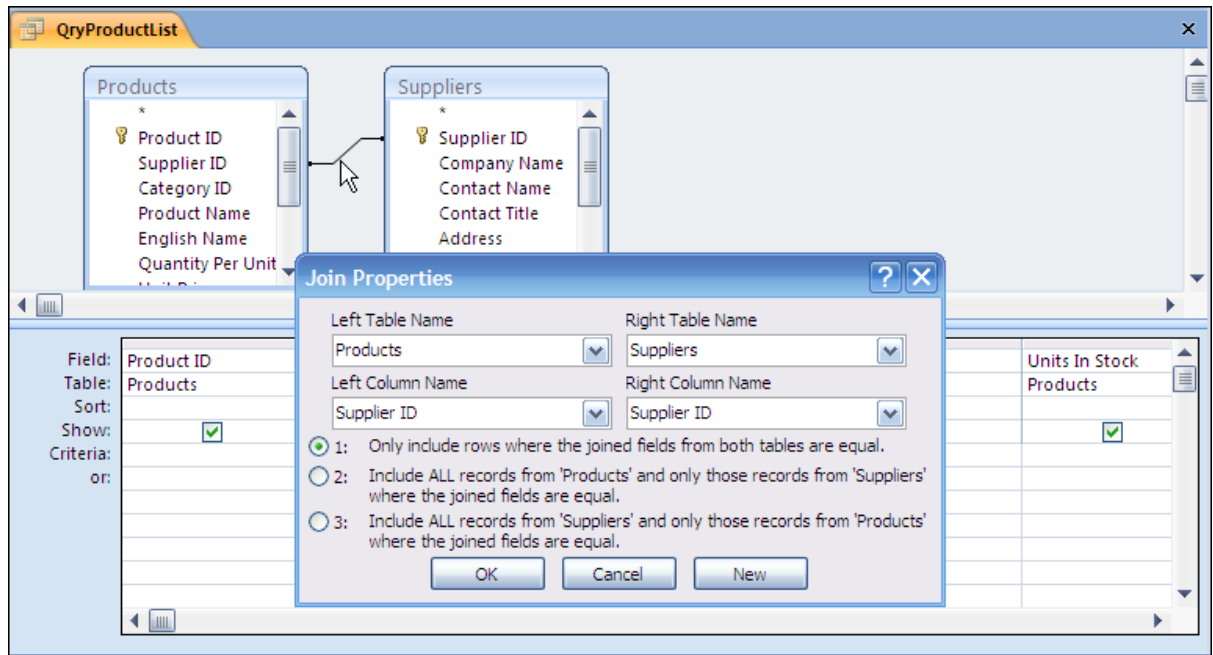 QryProductList
Products
*
Product ID
Supplier ID
Category ID
Product Name
English Name
Quantity Per Unit
Suppliers
*
Supplier ID
Company Name
Contact Name
Contact Title
Address
Join Properties
Left Table Name
Right Table Name
Products
Suppliers
Left Column Name
Right Column Name
Supplier ID
Supplier ID
1: Only include rows where the joined fields from both tables are equal.
2: Include ALL records from 'Products' and only those records from 'Suppliers'
where the joined fields are equal.
3: Include ALL records from 'Suppliers' and only those records from 'Products'
where the joined fields are equal.
OK Cancel New
Field: Product ID Units In Stock
Table: Products Products
Sort:
Show:
Criteria:
or: